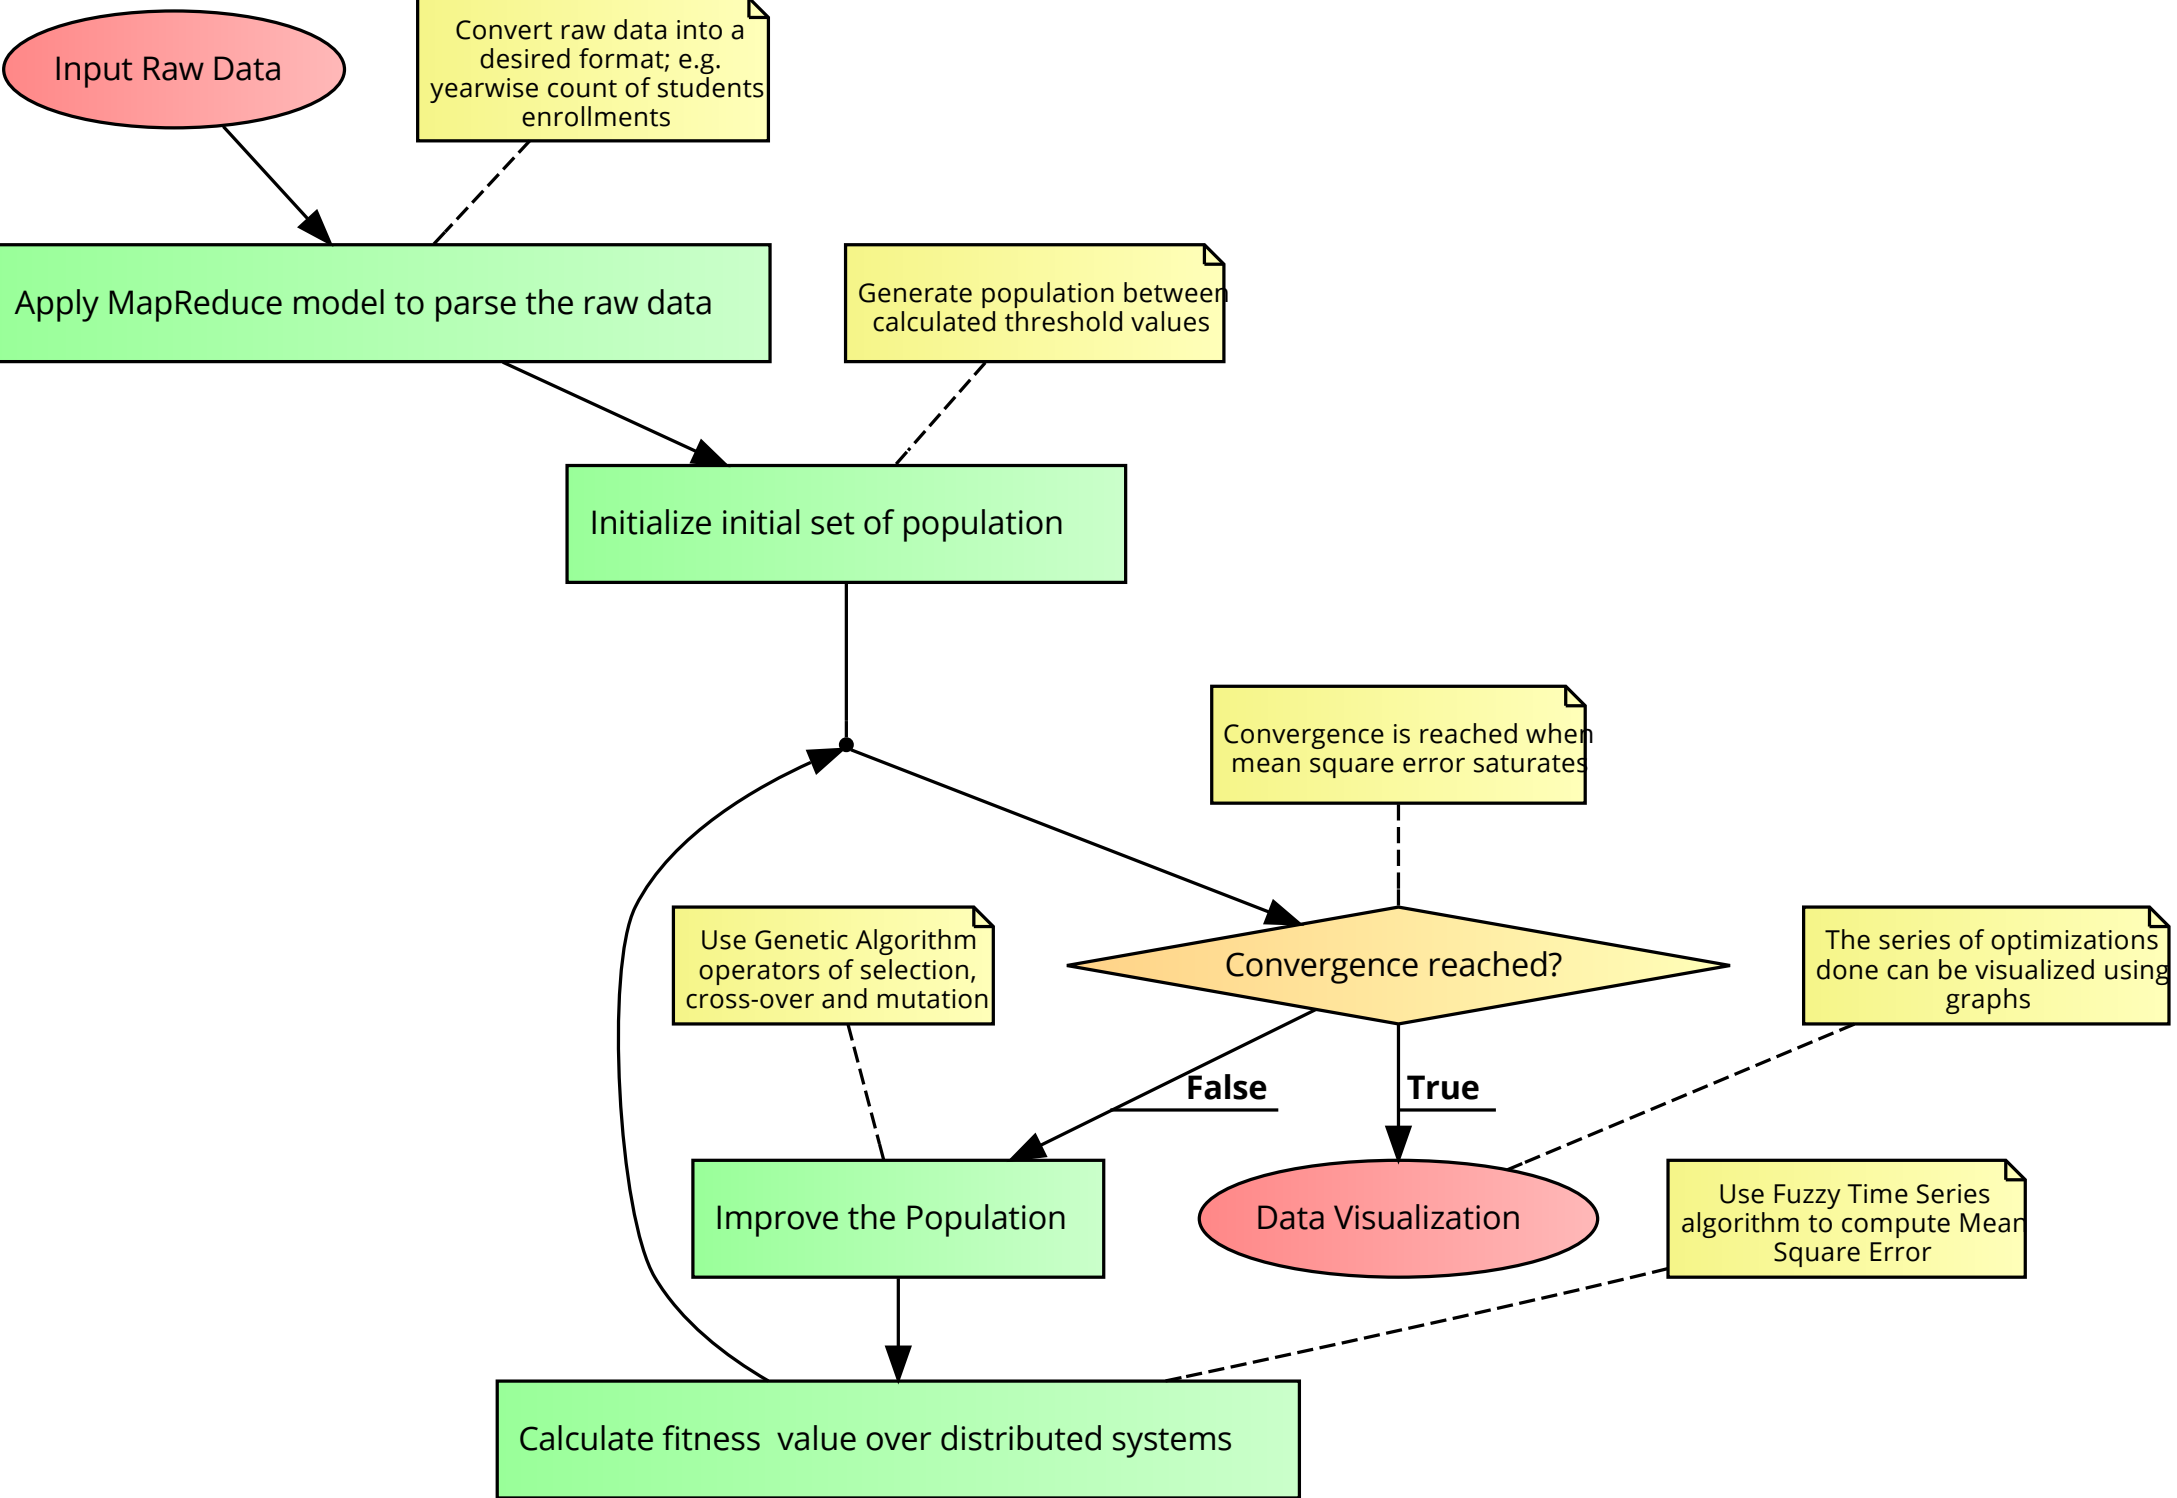 Input Raw Data
Convert raw data into a
desired format; e.g.
yearwise count of students
enrollments
Apply MapReduce model to parse the raw data
Generate population between
calculated threshold values
Initialize initial set of population
Convergence is reached when
mean square error saturates
Use Genetic Algorithm
operators of selection,
cross-over and mutation
Convergence reached?
The series of optimizations
done can be visualized using
graphs
False
True
Improve the Population
Data Visualization
Use Fuzzy Time Series
algorithm to compute Mean
Square Error
Calculate fitness  value over distributed systems